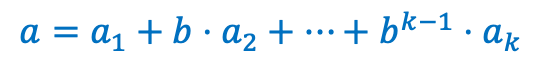 a = a₁ + b · a₂ + ⋯ + bᵏ⁻¹ · aₖ